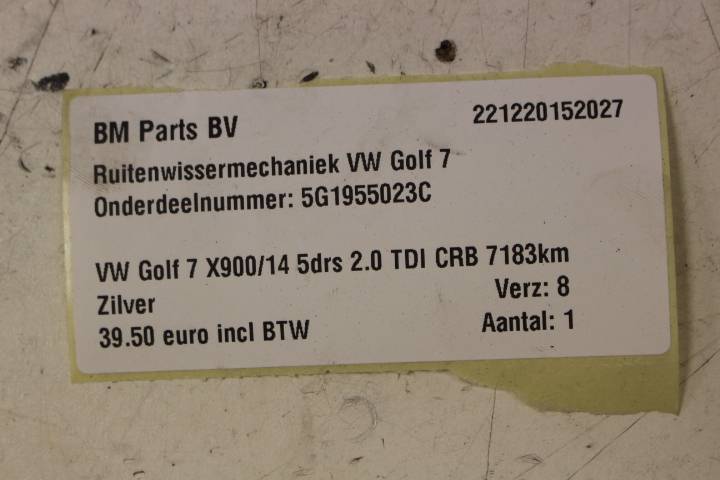 BM Parts BV 221220152027
Ruitenwissermechaniek VW Golf 7
Onderdeelnummer: 5G1955023C
VW Golf 7 X900/14 5drs 2.0 TDI CRB 7183km
Zilver Verz: 8
39.50 euro incl BTW Aantal: 1